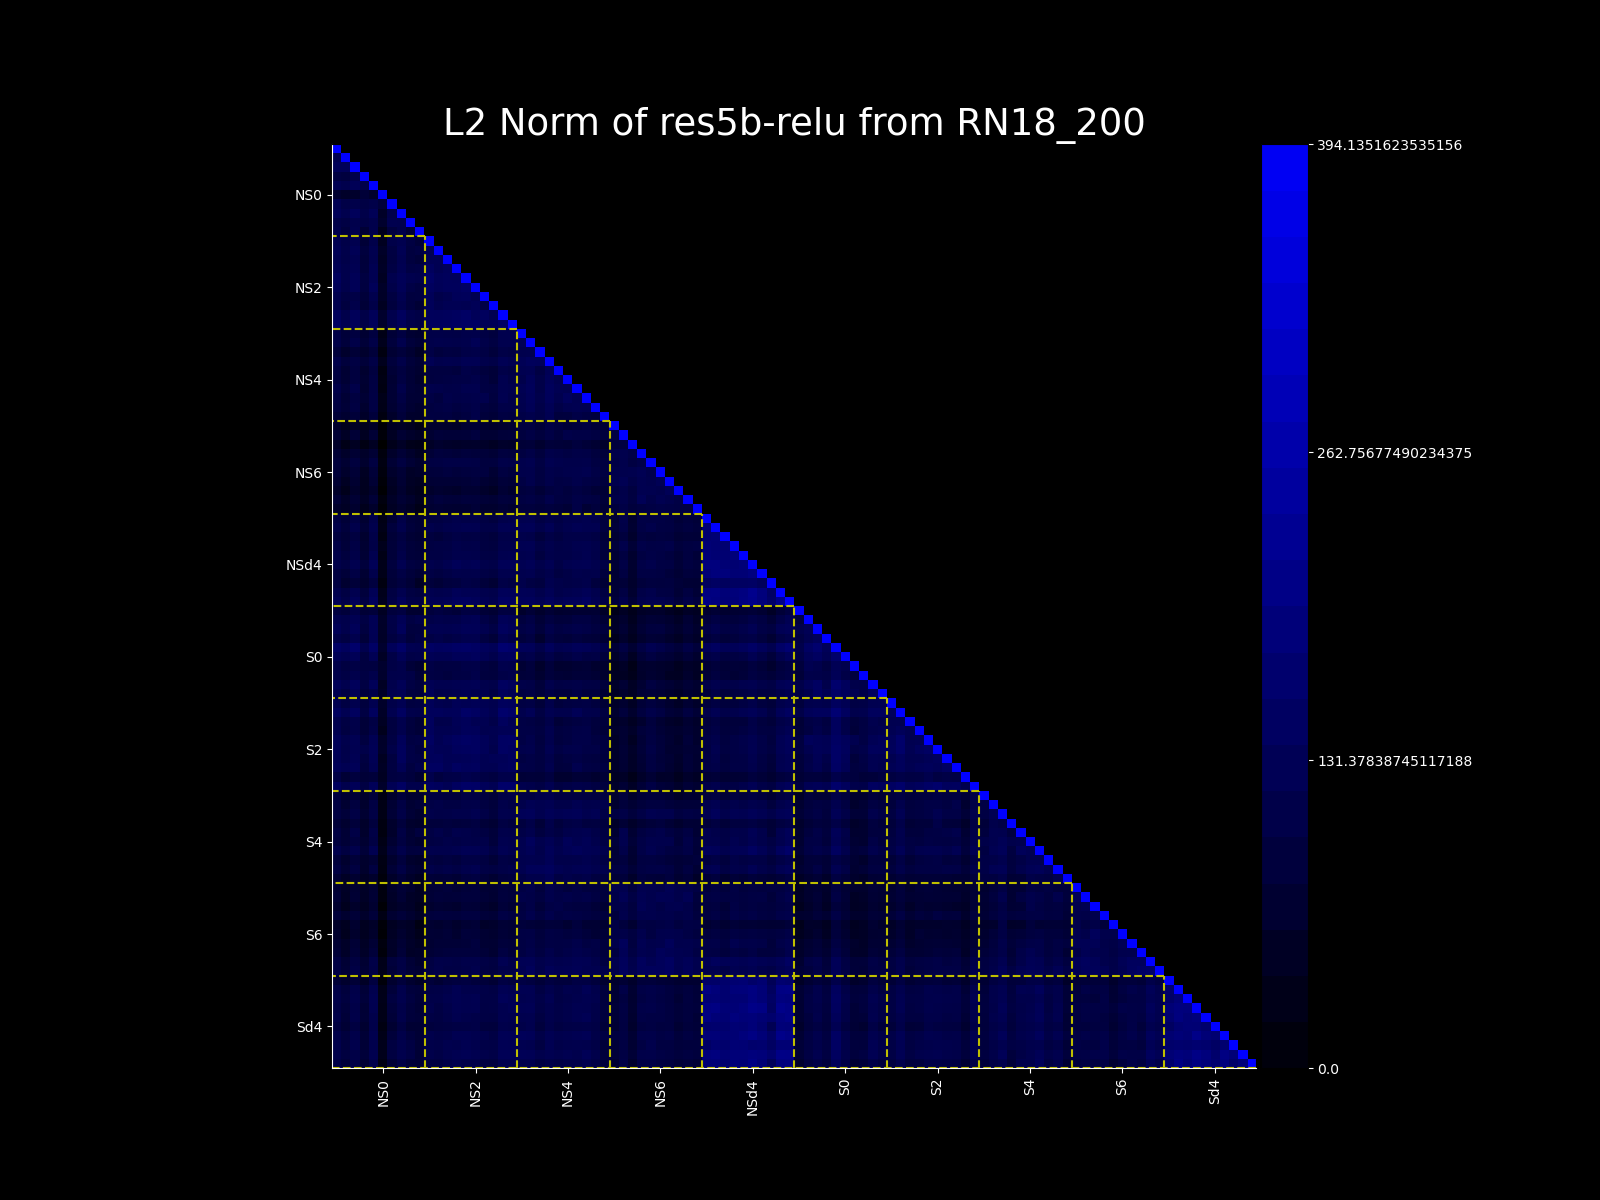 L2 Norm of res5b-relu from RN18_200
394.1351623535156
262.75677490234375
131.37838745117188
0.0
NS0
NS2
NS4
NS6
NSd4
S0
S2
S4
S6
Sd4
NS0
NS2
NS4
NS6
NSd4
S0
S2
S4
S6
Sd4